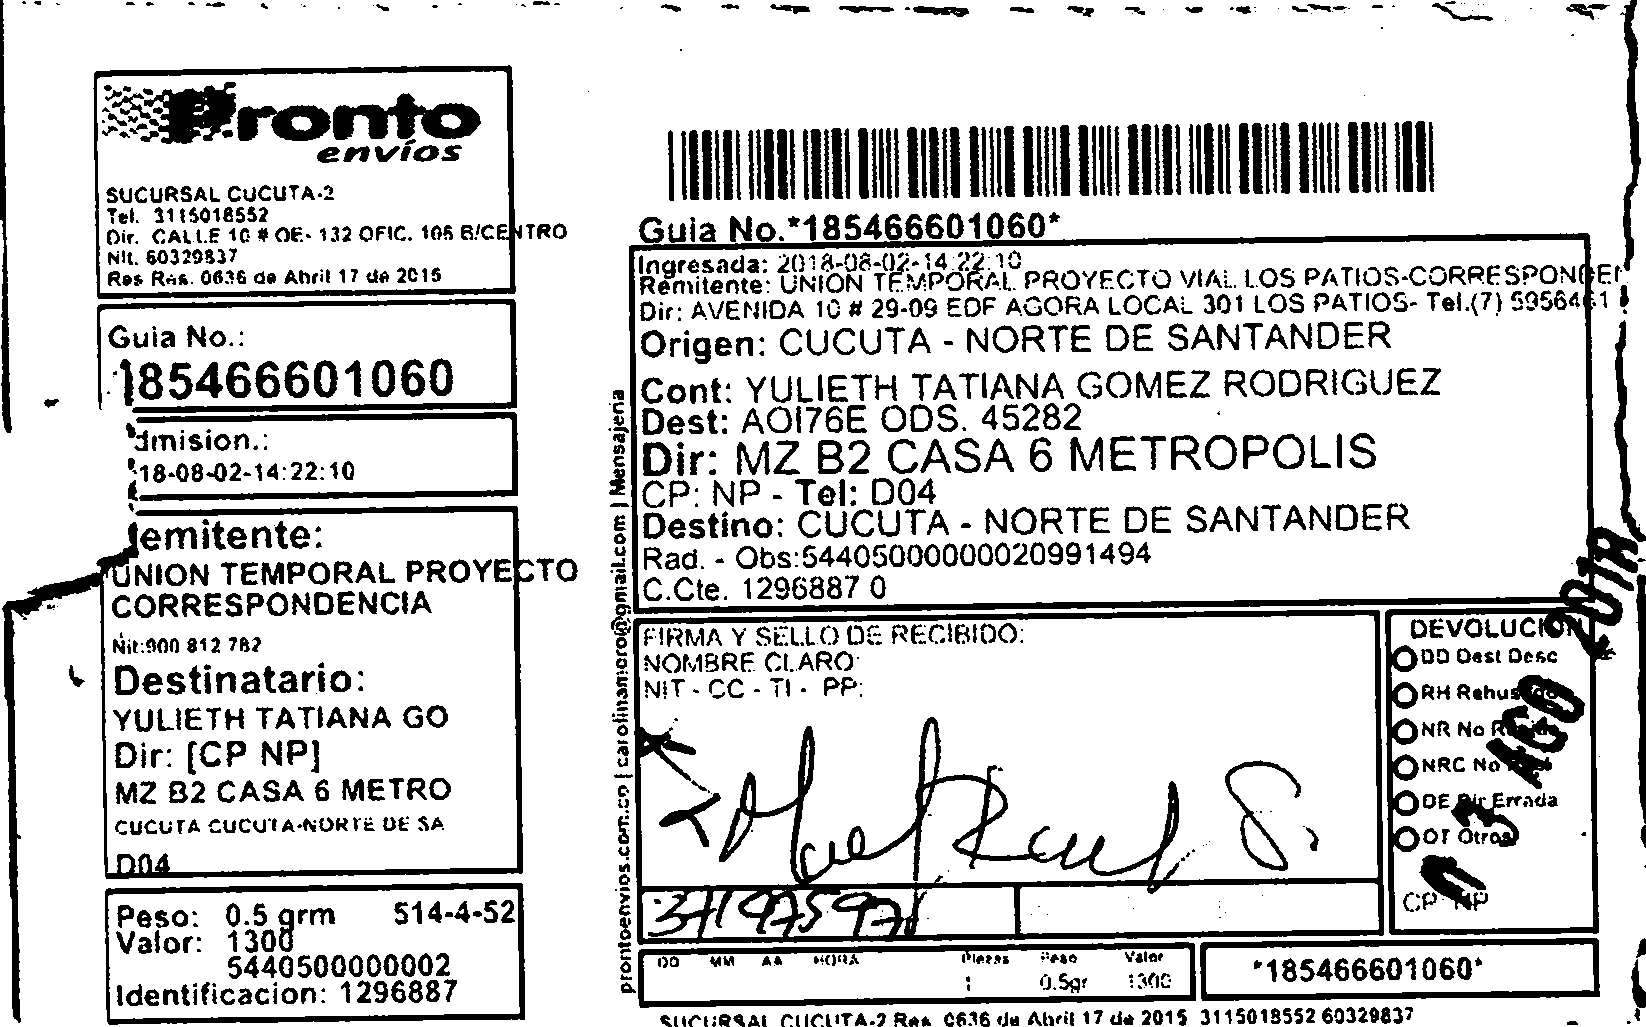 Pronto
envíos
SUCURSAL CUCUTA-2
Tel. 3115018552
Dir. CALLE 10 # OE- 132 OFIC. 106 B/CENTRO
Nit. 60329837
Res Res. 0636 de Abril 17 de 2015
Guia No.:
185466601060
dmision.:
18-08-02-14:22:10
emitente:
UNION TEMPORAL PROYECTO
CORRESPONDENCIA
Nit:900 812 782
Destinatario:
YULIETH TATIANA GO
Dir: [CP NP]
MZ B2 CASA 6 METRO
CUCUTA CUCUTA-NORTE DE SA
D04
Peso: 0.5 grm 514-4-52
Valor: 1300
5440500000002
Identificacion: 1296887
prontoenvios.com.co | carolinamoro@gmail.com | Mensajeria
Guia No.*185466601060*
Ingresada: 2018-08-02-14:22:10
Remitente: UNION TEMPORAL PROYECTO VIAL LOS PATIOS-CORRESPONDEN
Dir: AVENIDA 10 # 29-09 EDF AGORA LOCAL 301 LOS PATIOS- Tel.(7) 5956461
Origen: CUCUTA - NORTE DE SANTANDER
Cont: YULIETH TATIANA GOMEZ RODRIGUEZ
Dest: AOI76E ODS. 45282
Dir: MZ B2 CASA 6 METROPOLIS
CP: NP - Tel: D04
Destino: CUCUTA - NORTE DE SANTANDER
Rad. - Obs:54405000000020991494
C.Cte. 1296887 0
FIRMA Y SELLO DE RECIBIDO:
NOMBRE CLARO:
NIT - CC - TI - PP:
DEVOLUCION
DD Dest Desc
RH Rehusado
NR No
NRC No
DE Dir Errada
OT Otros
CP NP
3 AGO 2018
DD MM AA HORA Piezas Peso Valor
1 0.5gr 1300
*185466601060*
SUCURSAL CUCUTA-2 Res. 0636 de Abril 17 de 2015 3115018552 60329837